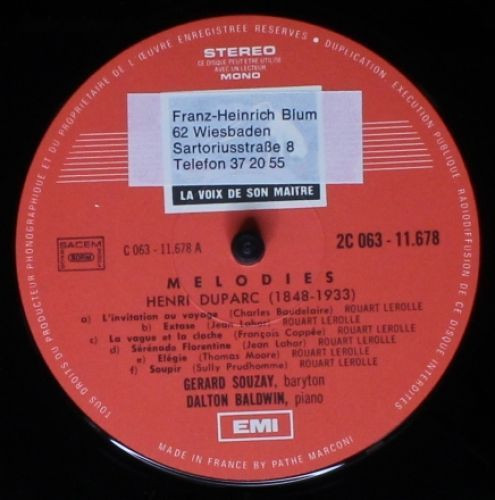 TOUS DROITS DU PRODUCTEUR PHONOGRAPHIQUE ET DU PROPRIETAIRE DE L'ŒUVRE ENREGISTREE RESERVES • DUPLICATION EXECUTION PUBLIQUE RADIODIFFUSION DE CE DISQUE INTERDITES
STEREO
CE DISQUE PEUT ETRE UTILISE
AVEC UN LECTEUR
MONO
Franz-Heinrich Blum
62 Wiesbaden
Sartoriusstraße 8
Telefon 37 20 55
LA VOIX DE SON MAITRE
SACEM
C 063 - 11.678 A
2C 063 - 11.678
MELODIES
HENRI DUPARC (1848-1933)
a) L'invitation au voyage (Charles Baudelaire) ROUART LEROLLE
b) Extase (Jean Lahor) ROUART LEROLLE
c) La vague et la cloche (François Coppée) ROUART LEROLLE
d) Sérénade Florentine (Jean Lahor) ROUART LEROLLE
e) Elégie (Thomas Moore) ROUART LEROLLE
f) Soupir (Sully Prudhomme) ROUART LEROLLE
GERARD SOUZAY, baryton
DALTON BALDWIN, piano
EMI
MADE IN FRANCE BY PATHE MARCONI